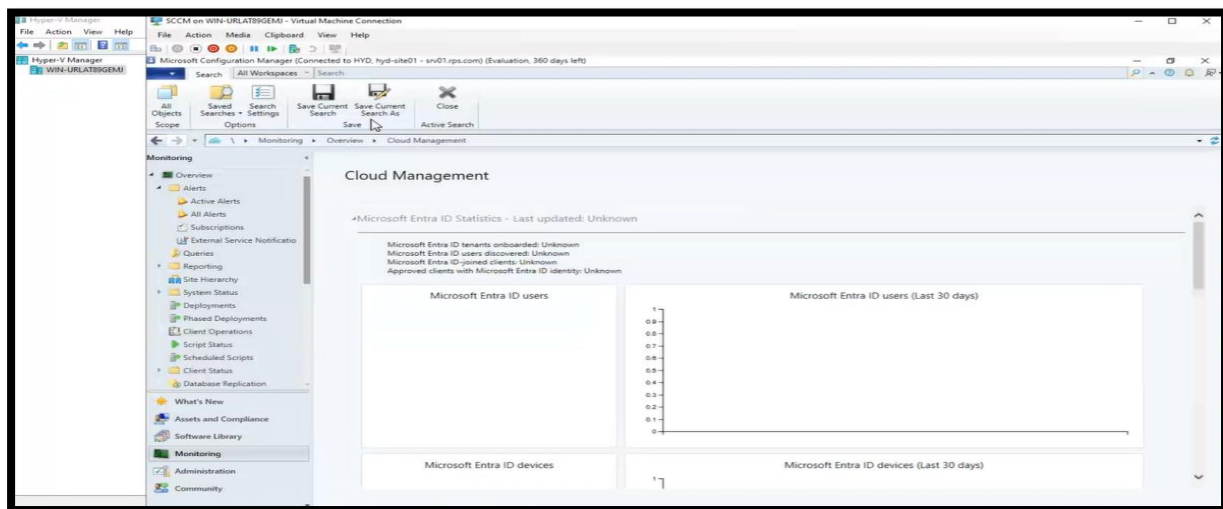 Hyper-V Manager
SCCM on WIN-URLAT89GEMJ - Virtual Machine Connection
File Action View Help
File Action Media Clipboard View Help
Hyper-V Manager
WIN-URLAT89GEMJ
Microsoft Configuration Manager (Connected to HYD, hyd-site01 - srv01.rps.com) (Evaluation, 360 days left)
Search All Workspaces Search
All Objects
Saved Searches
Search Settings
Save Current Search
Save Current Search As
Close
Scope Options Save Active Search
\ Monitoring Overview Cloud Management
Monitoring
Overview
Alerts
Active Alerts
All Alerts
Subscriptions
External Service Notificatio
Queries
Reporting
Site Hierarchy
System Status
Deployments
Phased Deployments
Client Operations
Script Status
Scheduled Scripts
Client Status
Database Replication
What's New
Assets and Compliance
Software Library
Monitoring
Administration
Community
Cloud Management
Microsoft Entra ID Statistics - Last updated: Unknown
Microsoft Entra ID tenants onboarded: Unknown
Microsoft Entra ID users discovered: Unknown
Microsoft Entra ID-joined clients: Unknown
Approved clients with Microsoft Entra ID identity: Unknown
Microsoft Entra ID users
Microsoft Entra ID users (Last 30 days)
1
0.9
0.8
0.7
0.6
0.5
0.4
0.3
0.2
0.1
0
Microsoft Entra ID devices
Microsoft Entra ID devices (Last 30 days)
1